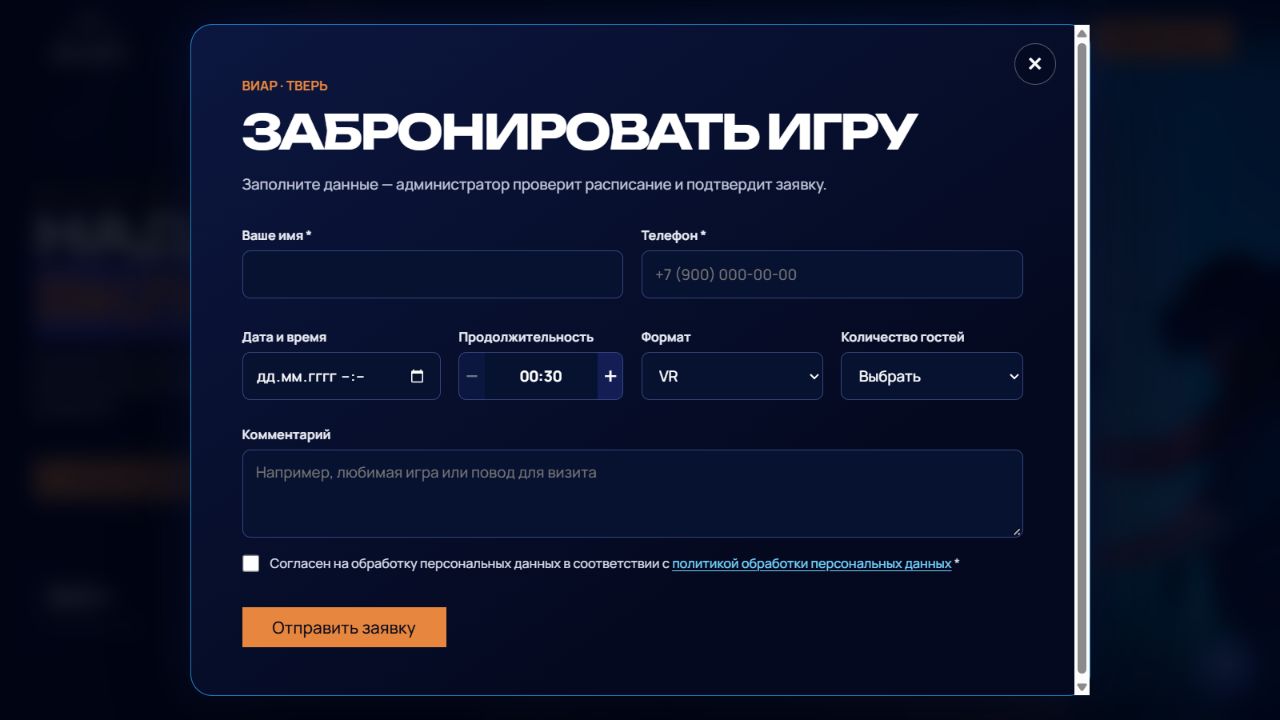 ВИАР · ТВЕРЬ
ЗАБРОНИРОВАТЬ ИГРУ
Заполните данные — администратор проверит расписание и подтвердит заявку.
Ваше имя * Телефон *
+7 (900) 000-00-00
Дата и время Продолжительность Формат Количество гостей
дд.мм.гггг –:– − 00:30 + VR Выбрать
Комментарий
Например, любимая игра или повод для визита
Согласен на обработку персональных данных в соответствии с политикой обработки персональных данных *
Отправить заявку